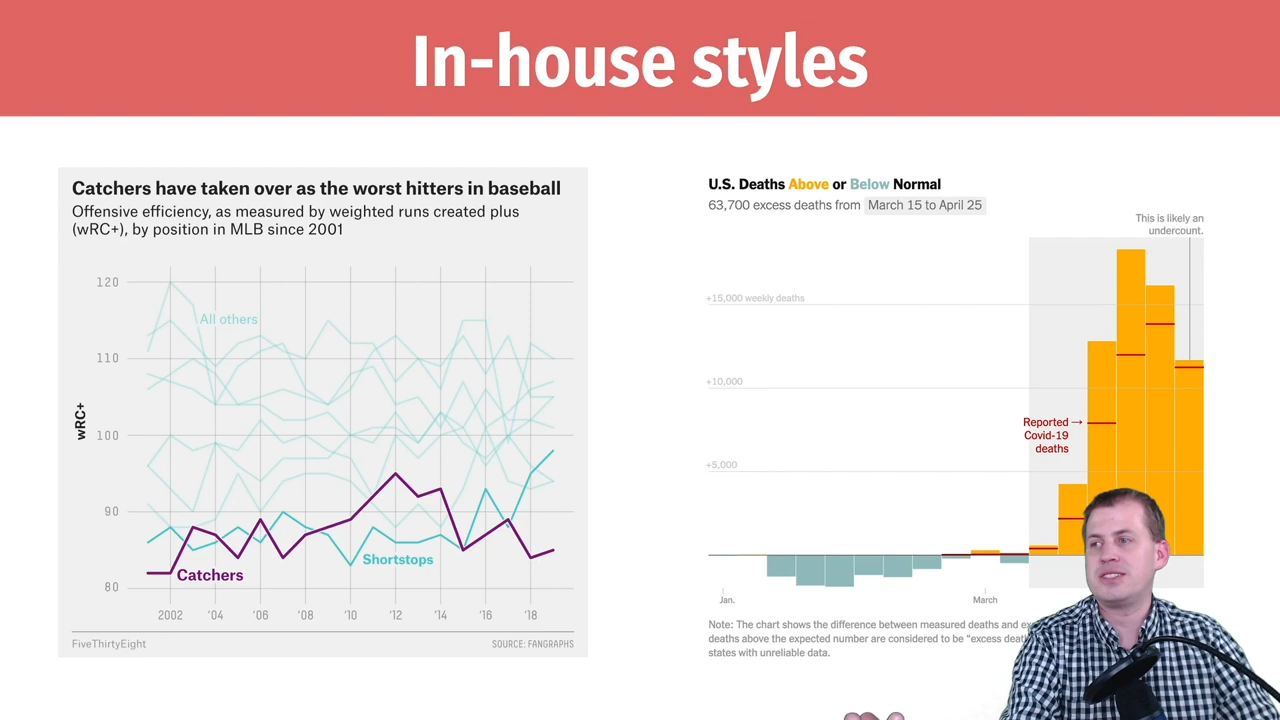 In-house styles
Catchers have taken over as the worst hitters in baseball
Offensive efficiency, as measured by weighted runs created plus
(wRC+), by position in MLB since 2001
120
110
100
90
80
wRC+
All others
Shortstops
Catchers
2002 '04 '06 '08 '10 '12 '14 '16 '18
FiveThirtyEight SOURCE: FANGRAPHS
U.S. Deaths Above or Below Normal
63,700 excess deaths from March 15 to April 25
This is likely an
undercount.
+15,000 weekly deaths
+10,000
+5,000
Reported →
Covid-19
deaths
Jan. March
Note: The chart shows the difference between measured deaths and
deaths above the expected number are considered to be "excess
states with unreliable data.